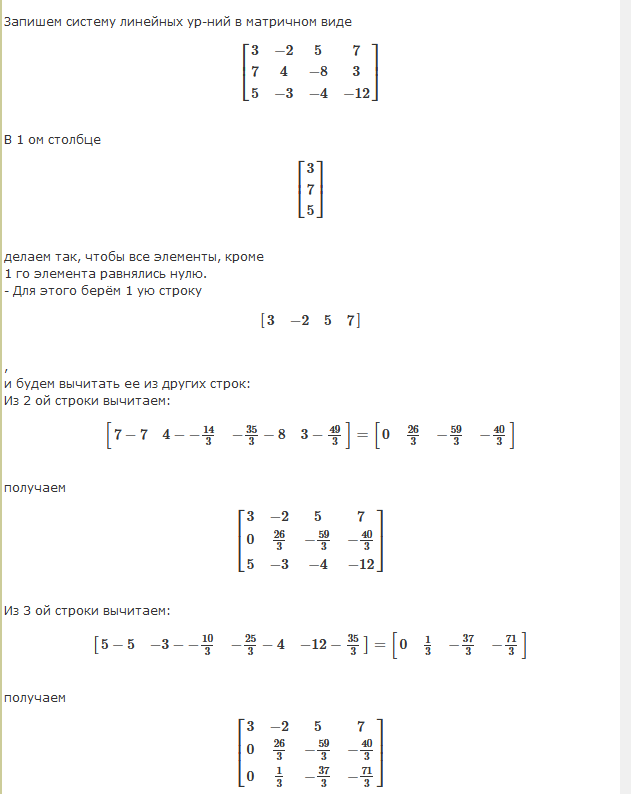 Запишем систему линейных ур-ний в матричном виде
3 −2 5 7
7 4 −8 3
5 −3 −4 −12
В 1 ом столбце
3
7
5
делаем так, чтобы все элементы, кроме
1 го элемента равнялись нулю.
- Для этого берём 1 ую строку
[3 −2 5 7]
,
и будем вычитать ее из других строк:
Из 2 ой строки вычитаем:
[7 − 7 4 − −14/3 −35/3 − 8 3 − 49/3] = [0 26/3 −59/3 −40/3]
получаем
3 −2 5 7
0 26/3 −59/3 −40/3
5 −3 −4 −12
Из 3 ой строки вычитаем:
[5 − 5 −3 − −10/3 −25/3 − 4 −12 − 35/3] = [0 1/3 −37/3 −71/3]
получаем
3 −2 5 7
0 26/3 −59/3 −40/3
0 1/3 −37/3 −71/3